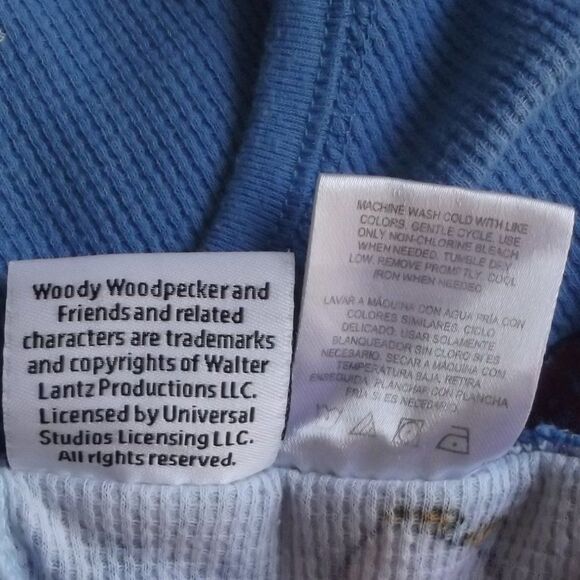 Woody Woodpecker and
Friends and related
characters are trademarks
and copyrights of Walter
Lantz Productions LLC.
Licensed by Universal
Studios Licensing LLC.
All rights reserved.
MACHINE WASH COLD WITH LIKE
COLORS, GENTLE CYCLE, USE
ONLY NON-CHLORINE BLEACH
WHEN NEEDED, TUMBLE DRY
LOW, REMOVE PROMPTLY, COOL
IRON WHEN NEEDED
LAVAR A MÁQUINA CON AGUA FRÍA CON
COLORES SIMILARES, CICLO
DELICADO; USAR SOLAMENTE
BLANQUEADOR SIN CLORO SI ES
NECESARIO, SECAR A MÁQUINA CON
TEMPERATURA BAJA, RETIRA
ENSEGUIDA, PLANCHAR CON PLANCHA
FRÍA SI ES NECESARIO.